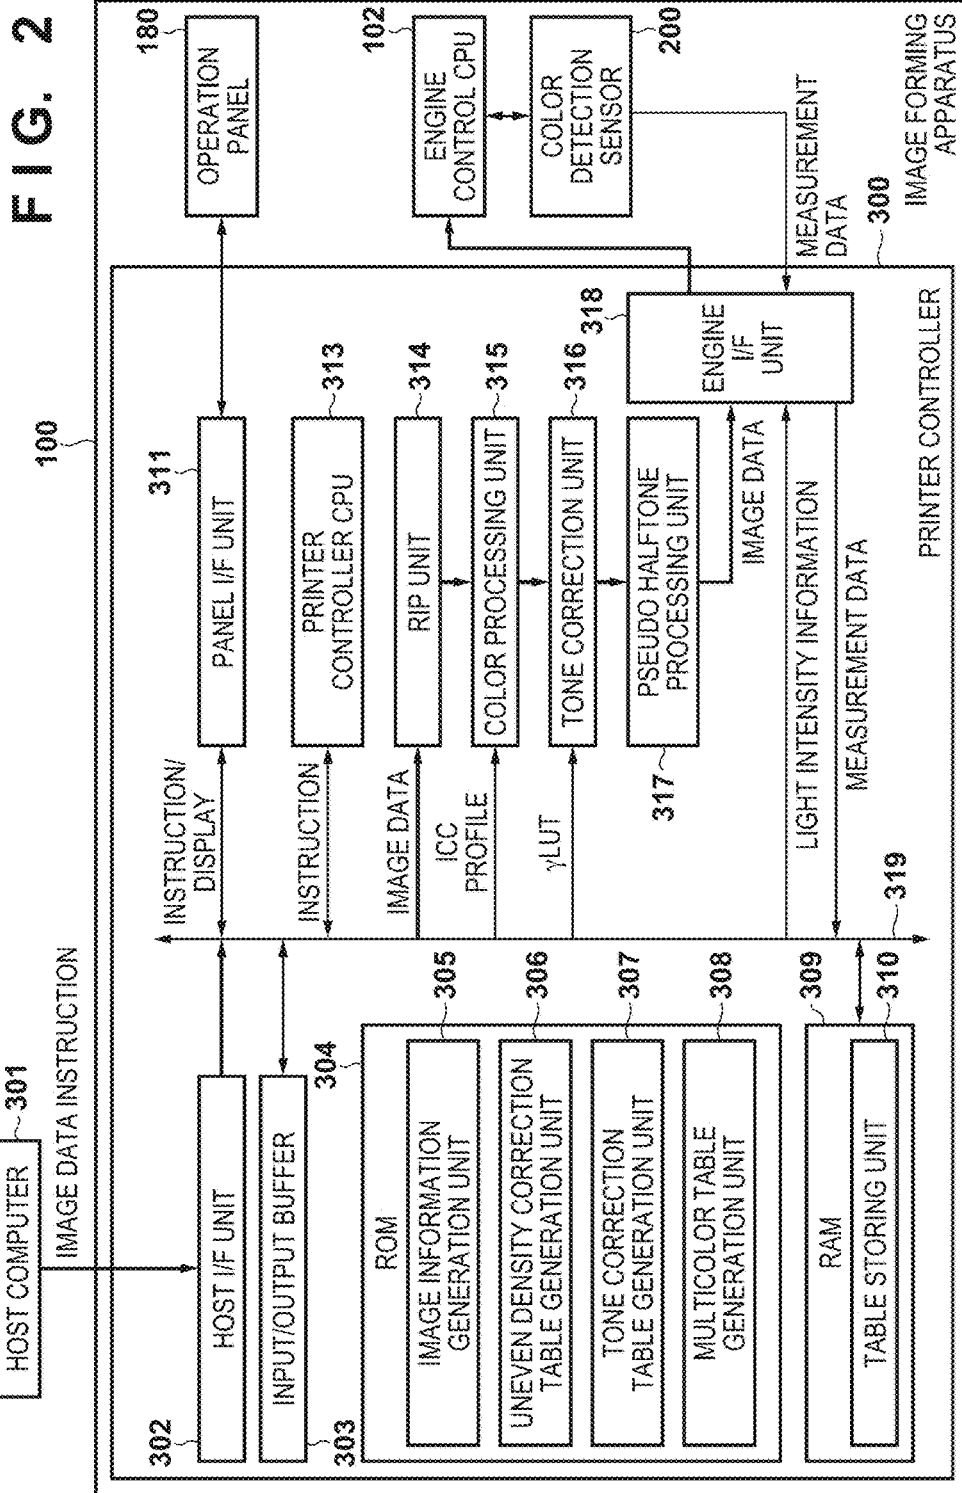 FIG. 2
301
HOST COMPUTER
IMAGE DATA INSTRUCTION
100
302
HOST I/F UNIT
INSTRUCTION/
DISPLAY
311
PANEL I/F UNIT
180
OPERATION
PANEL
303
INPUT/OUTPUT BUFFER
INSTRUCTION
PRINTER
CONTROLLER CPU
313
304
ROM
IMAGE DATA
RIP UNIT
314
102
ENGINE
CONTROL CPU
305
IMAGE INFORMATION
GENERATION UNIT
ICC
PROFILE
COLOR PROCESSING UNIT
315
306
UNEVEN DENSITY CORRECTION
TABLE GENERATION UNIT
γLUT
TONE CORRECTION UNIT
316
COLOR
DETECTION
SENSOR
200
307
TONE CORRECTION
TABLE GENERATION UNIT
317
PSEUDO HALFTONE
PROCESSING UNIT
318
ENGINE
I/F
UNIT
308
MULTICOLOR TABLE
GENERATION UNIT
IMAGE DATA
MEASUREMENT
DATA
309
RAM
LIGHT INTENSITY INFORMATION
MEASUREMENT DATA
310
TABLE STORING UNIT
319
300
PRINTER CONTROLLER
IMAGE FORMING
APPARATUS